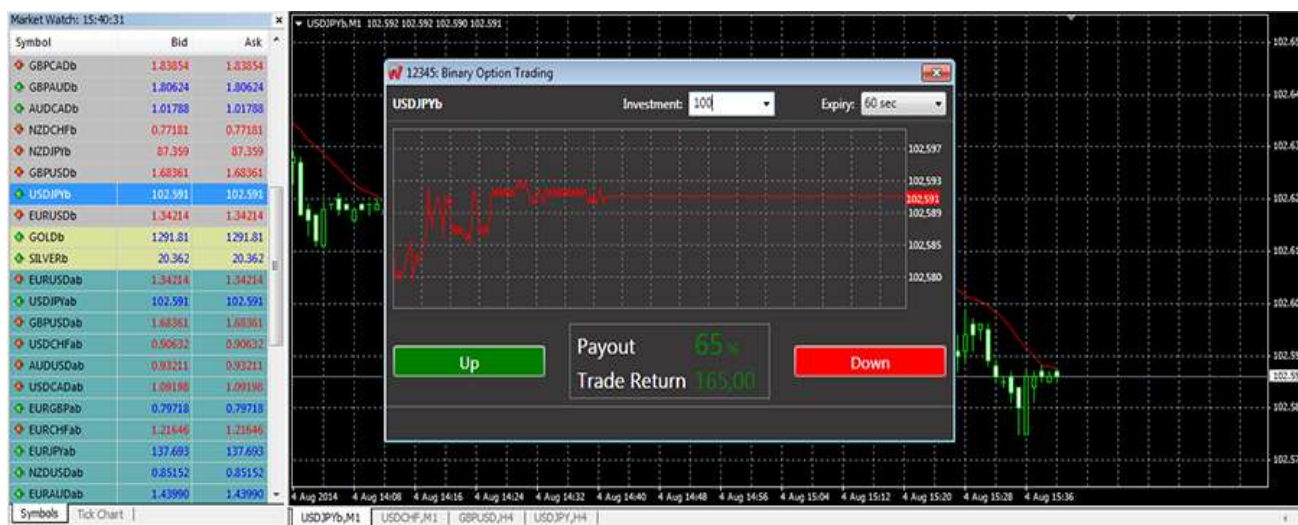 Market Watch: 15:40:31
Symbol Bid Ask
GBPCADb 1.83854 1.83854
GBPAUDb 1.80624 1.80624
AUDCADb 1.01788 1.01788
NZDCHFb 0.77181 0.77181
NZDJPYb 87.359 87.359
GBPUSDb 1.68361 1.68361
USDJPYb 102.591 102.591
EURUSDb 1.34214 1.34214
GOLDb 1291.81 1291.81
SILVERb 20.362 20.362
EURUSDab 1.34214 1.34214
USDJPYab 102.591 102.591
GBPUSDab 1.68361 1.68361
USDCHFab 0.90632 0.90632
AUDUSDab 0.93211 0.93211
USDCADab 1.09198 1.09198
EURGBPab 0.79718 0.79718
EURCHFab 1.21646 1.21646
EURJPYab 137.693 137.693
NZDUSDab 0.85152 0.85152
EURAUDab 1.43990 1.43990
Symbols Tick Chart
USDJPYb,M1 102.592 102.592 102.590 102.591
12345: Binary Option Trading
USDJPYb Investment: 100 Expiry: 60 sec
102,597
102,593
102,591
102,589
102,585
102,580
Up
Payout 65 %
Trade Return 165,00
Down
4 Aug 2014 4 Aug 14:08 4 Aug 14:16 4 Aug 14:24 4 Aug 14:32 4 Aug 14:40 4 Aug 14:48 4 Aug 14:56 4 Aug 15:04 4 Aug 15:12 4 Aug 15:20 4 Aug 15:28 4 Aug 15:36
USDJPYb,M1 USDCHF,M1 GBPUSD,H4 USDJPY,H4